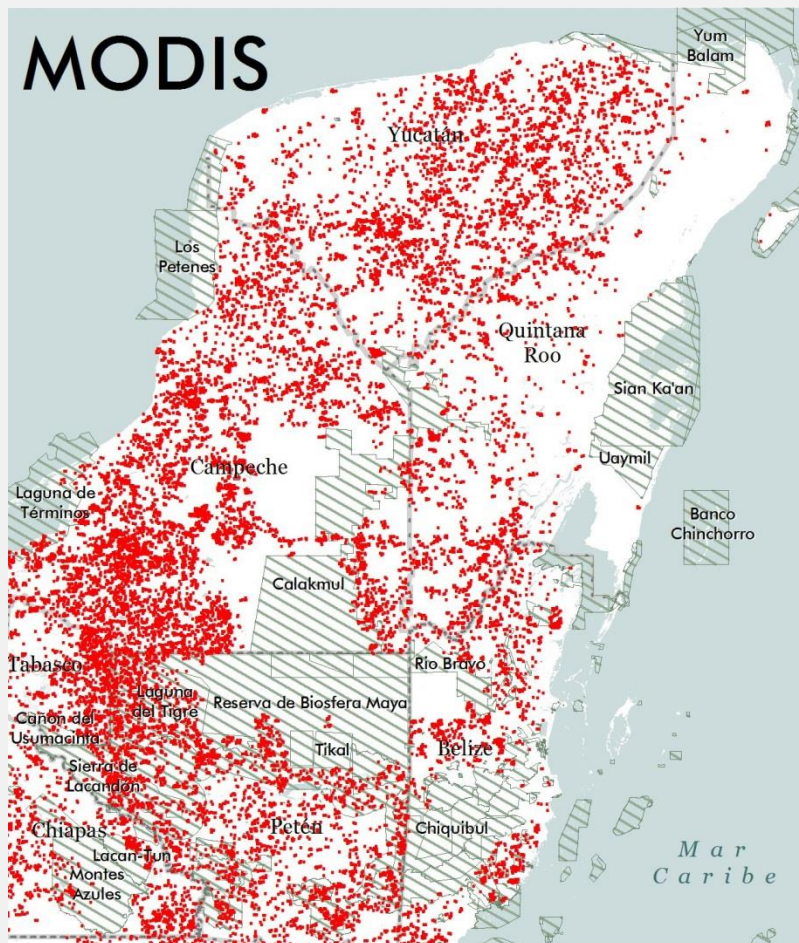 MODIS
Yum
Balam
Yucatán
Los
Petenes
Quintana
Roo
Sian Ka'an
Campeche
Uaymil
Laguna de
Términos
Banco
Chinchorro
Calakmul
Tabasco
Rio Bravo
Laguna
del Tigre
Reserva de Biosfera Maya
Cañon del
Usumacinta
Tikal
Belize
Sierra de
Lacandón
Chiapas
Petén
Chiquibul
Lacan-Tun
Montes
Azules
Mar
Caribe